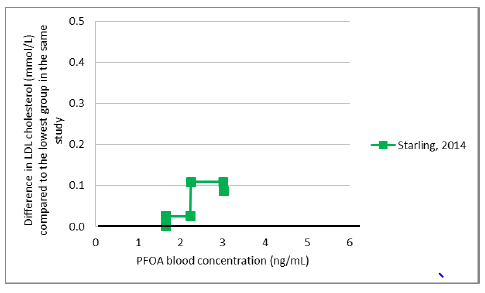 Difference in LDL cholesterol (mmol/L)
compared to the lowest group in the same
study
0.5
0.4
0.3
0.2
0.1
0.0
0 1 2 3 4 5 6
PFOA blood concentration (ng/mL)
Starling, 2014